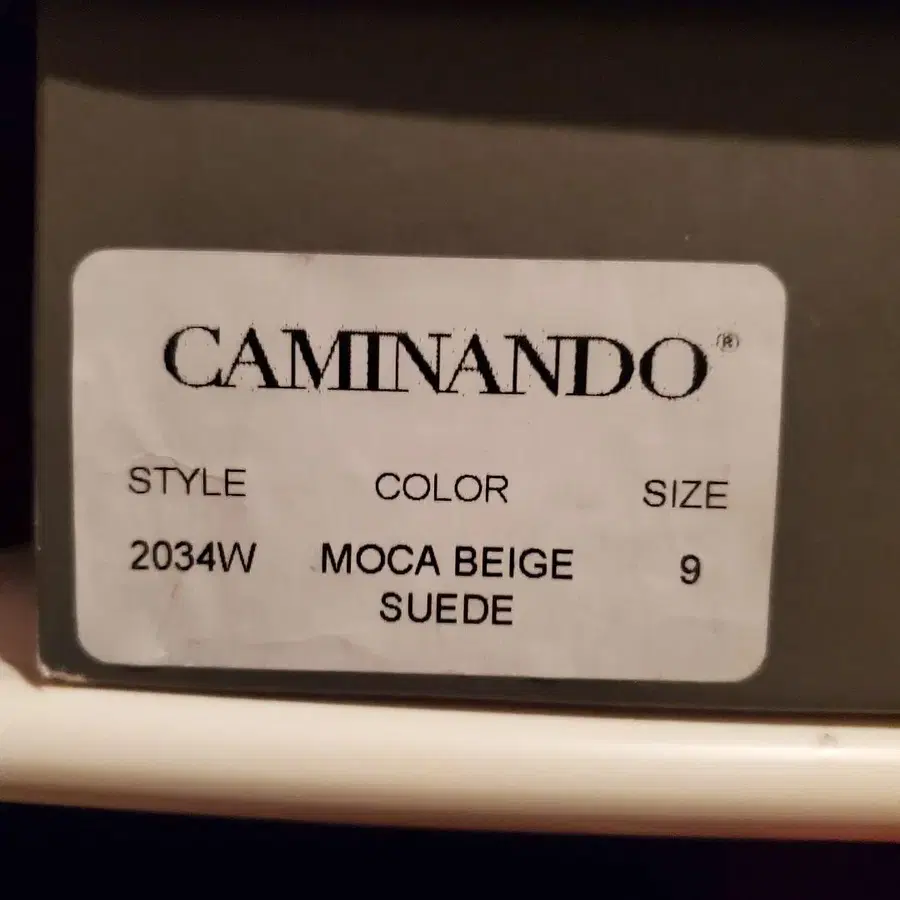 CAMINANDO®
STYLE COLOR SIZE
2034W MOCA BEIGE 9
SUEDE